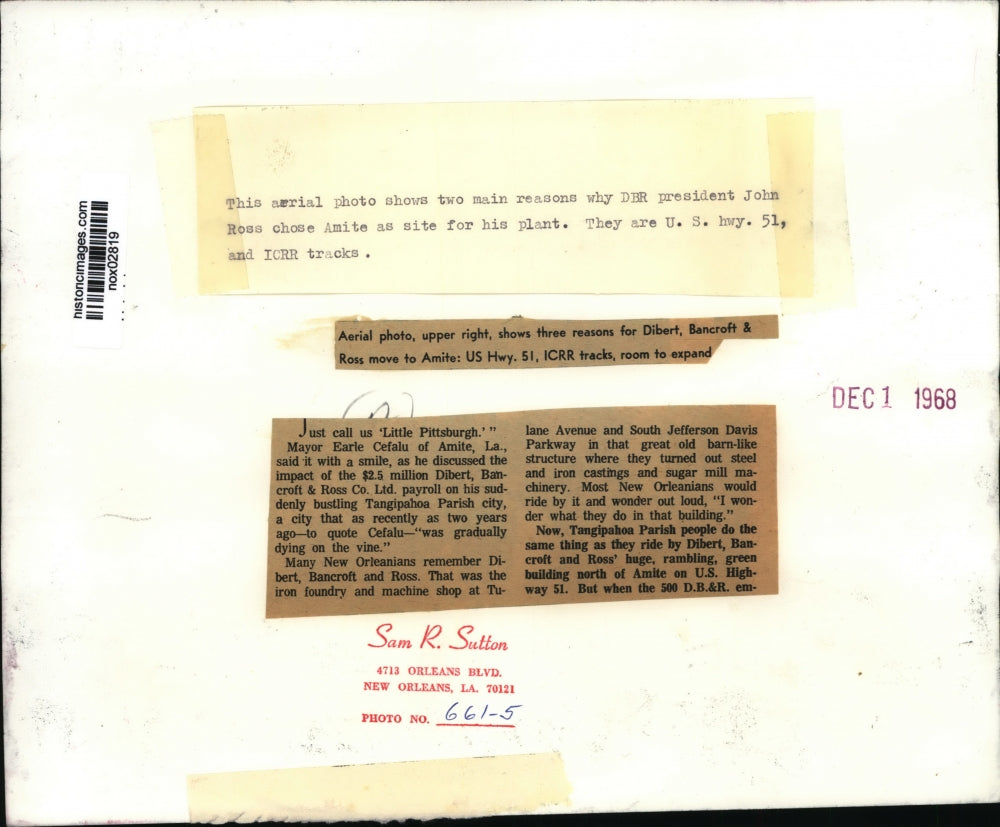 This aerial photo shows two main reasons why DBR president John
Ross chose Amite as site for his plant.  They are U. S. hwy. 51,
and ICRR tracks .
historicimages.com
nox02819
Aerial photo, upper right, shows three reasons for Dibert, Bancroft &
Ross move to Amite: US Hwy. 51, ICRR tracks, room to expand
DEC 1 1968
Just call us ‘Little Pittsburgh.’ ”
Mayor Earle Cefalu of Amite, La.,
said it with a smile, as he discussed the
impact of the $2.5 million Dibert, Ban-
croft & Ross Co. Ltd. payroll on his sud-
denly bustling Tangipahoa Parish city,
a city that as recently as two years
ago—to quote Cefalu—“was gradually
dying on the vine.”
Many New Orleanians remember Di-
bert, Bancroft and Ross. That was the
iron foundry and machine shop at Tu-
lane Avenue and South Jefferson Davis
Parkway in that great old barn-like
structure where they turned out steel
and iron castings and sugar mill ma-
chinery. Most New Orleanians would
ride by it and wonder out loud, “I won-
der what they do in that building.”
Now, Tangipahoa Parish people do the
same thing as they ride by Dibert, Ban-
croft and Ross’ huge, rambling, green
building north of Amite on U.S. High-
way 51. But when the 500 D.B.&R. em-
Sam R. Sutton
4713 ORLEANS BLVD.
NEW ORLEANS, LA. 70121
PHOTO NO. 661-5